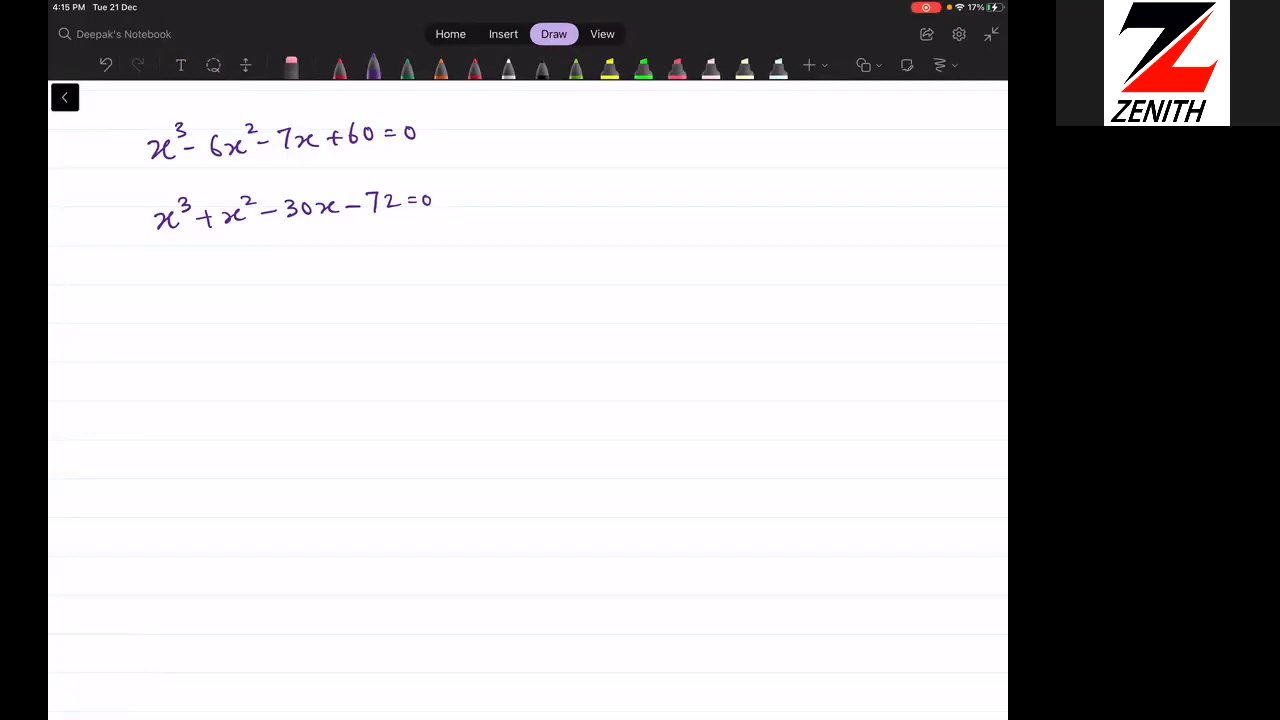 4:15 PM Tue 21 Dec
17%
Deepak's Notebook
Home Insert Draw View
T
x³ - 6x² - 7x + 60 = 0
x³ + x² - 30x - 72 = 0
Z
ZENITH